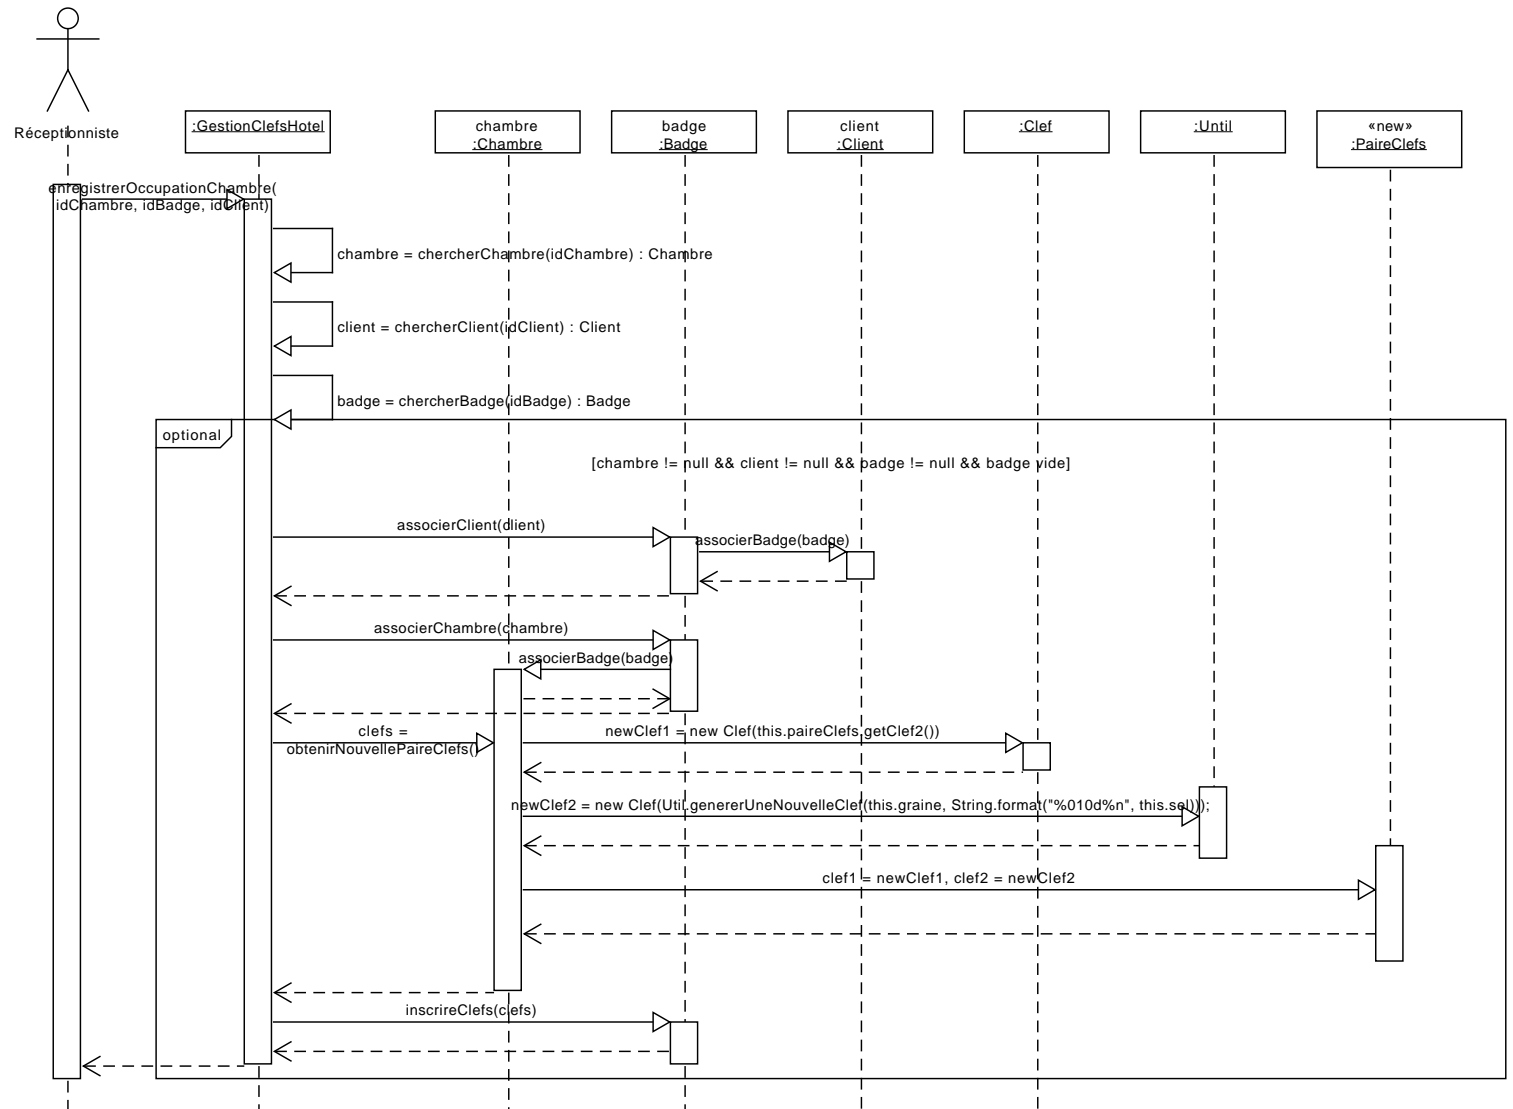 Réceptionniste
:GestionClefsHotel
chambre
:Chambre
badge
:Badge
client
:Client
:Clef
:Until
«new»
:PaireClefs
enregistrerOccupationChambre(
idChambre, idBadge, idClient)
chambre = chercherChambre(idChambre) : Chambre
client = chercherClient(idClient) : Client
badge = chercherBadge(idBadge) : Badge
optional
[chambre != null && client != null && badge != null && badge vide]
associerClient(client)
associerBadge(badge)
associerChambre(chambre)
associerBadge(badge)
clefs =
obtenirNouvellePaireClefs()
newClef1 = new Clef(this.paireClefs.getClef2())
newClef2 = new Clef(Util.genererUneNouvelleClef(this.graine, String.format("%010d%n", this.sel)));
clef1 = newClef1, clef2 = newClef2
inscrireClefs(clefs)